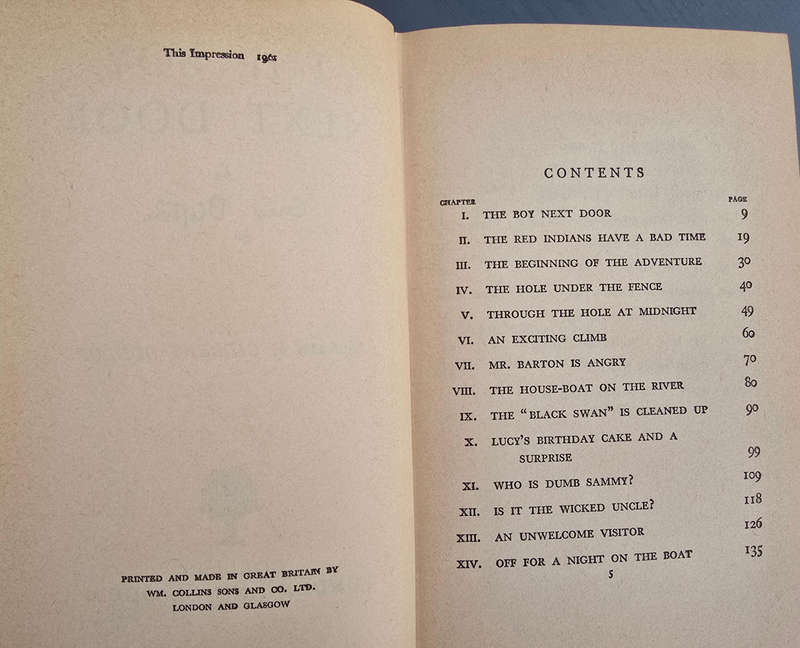 This Impression 1961
PRINTED AND MADE IN GREAT BRITAIN BY
WM. COLLINS SONS AND CO. LTD.
LONDON AND GLASGOW
CONTENTS
CHAPTER PAGE
I. THE BOY NEXT DOOR 9
II. THE RED INDIANS HAVE A BAD TIME 19
III. THE BEGINNING OF THE ADVENTURE 30
IV. THE HOLE UNDER THE FENCE 40
V. THROUGH THE HOLE AT MIDNIGHT 49
VI. AN EXCITING CLIMB 60
VII. MR. BARTON IS ANGRY 70
VIII. THE HOUSE-BOAT ON THE RIVER 80
IX. THE "BLACK SWAN" IS CLEANED UP 90
X. LUCY'S BIRTHDAY CAKE AND A
SURPRISE 99
XI. WHO IS DUMB SAMMY? 109
XII. IS IT THE WICKED UNCLE? 118
XIII. AN UNWELCOME VISITOR 126
XIV. OFF FOR A NIGHT ON THE BOAT 135
5